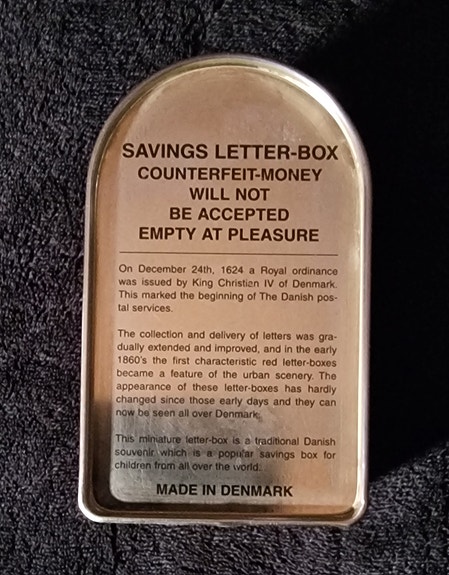 SAVINGS LETTER-BOX
COUNTERFEIT-MONEY
WILL NOT
BE ACCEPTED
EMPTY AT PLEASURE
On December 24th, 1624 a Royal ordinance
was issued by King Christian IV of Denmark.
This marked the beginning of The Danish pos-
tal services.
The collection and delivery of letters was gra-
dually extended and improved, and in the early
1860's the first characteristic red letter-boxes
became a feature of the urban scenery. The
appearance of these letter-boxes has hardly
changed since those early days and they can
now be seen all over Denmark.
This miniature letter-box is a traditional Danish
souvenir which is a popular savings box for
children from all over the world.
MADE IN DENMARK